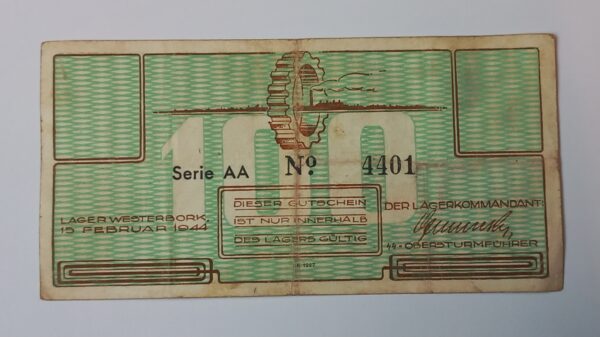 100
Serie AA No. 4401
LAGER WESTERBORK,
15 FEBRUAR 1944
DIESER GUTSCHEIN
IST NUR INNERHALB
DES LAGERS GÜLTIG
DER LAGERKOMMANDANT:
SS-OBERSTURMFÜHRER